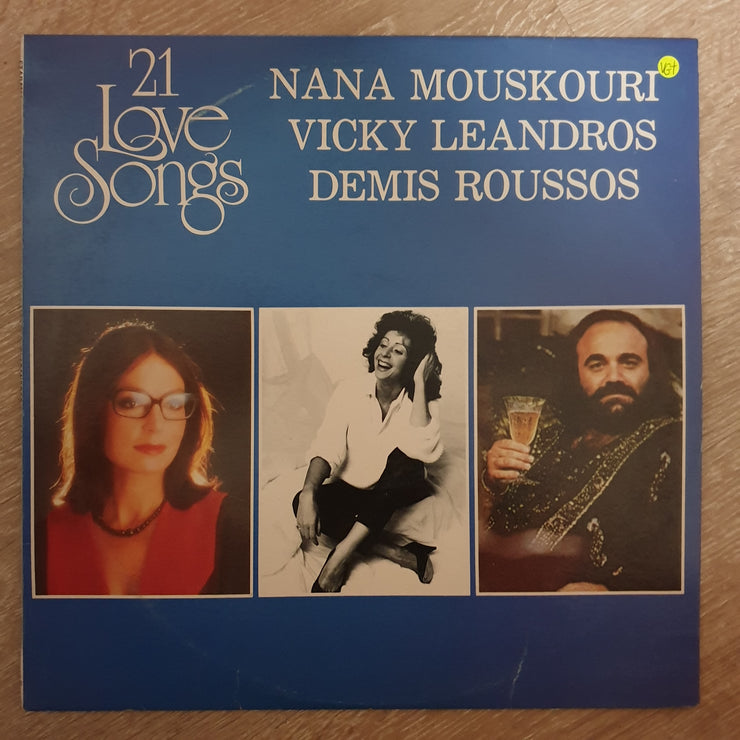 21
Love
Songs
NANA MOUSKOURI
VICKY LEANDROS
DEMIS ROUSSOS
VG+